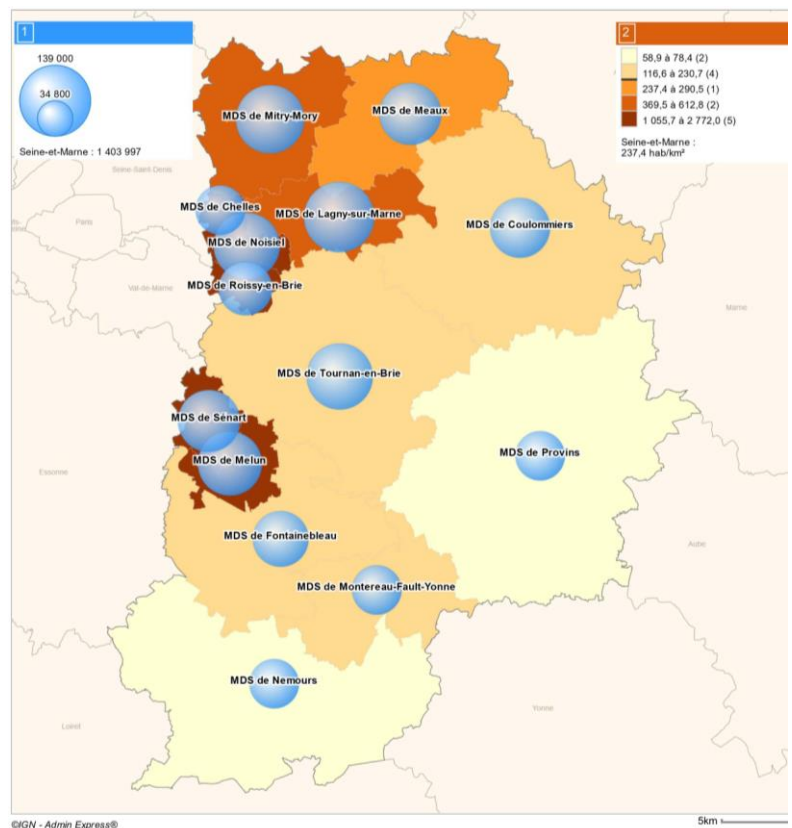 1
139 000
34 800
Seine-et-Marne : 1 403 997
2
58,9 à 78,4 (2)
116,6 à 230,7 (4)
237,4 à 290,5 (1)
369,5 à 612,8 (2)
1 055,7 à 2 772,0 (5)
Seine-et-Marne :
237,4 hab/km²
MDS de Mitry-Mory
MDS de Meaux
Seine-Saint-Denis
MDS de Chelles
MDS de Lagny-sur-Marne
Paris
MDS de Coulommiers
MDS de Noisiel
Val-de-Marne
MDS de Roissy-en-Brie
Marne
MDS de Tournan-en-Brie
MDS de Sénart
MDS de Provins
MDS de Melun
Essonne
MDS de Fontainebleau
Aube
MDS de Montereau-Fault-Yonne
MDS de Nemours
Yonne
Loiret
©IGN - Admin Express®
5km